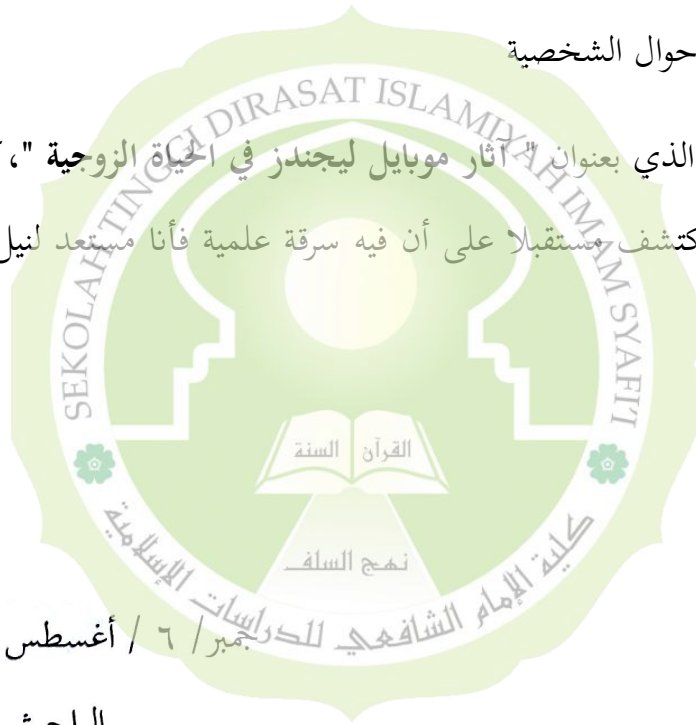 حوال الشخصية
الذي بعنوان " آثار موبايل ليجندز في الحياة الزوجية "،
كتشف مستقبلا على أن فيه سرقة علمية فأنا مستعد لنيل
SEKOLAH TINGGI DIRASAT ISLAMIYAH IMAM SYAFI'I
القرآن السنة
نهج السلف
كلية الإمام الشافعي للدراسات الإسلامية
جمبر/ ٦ / أغسطس